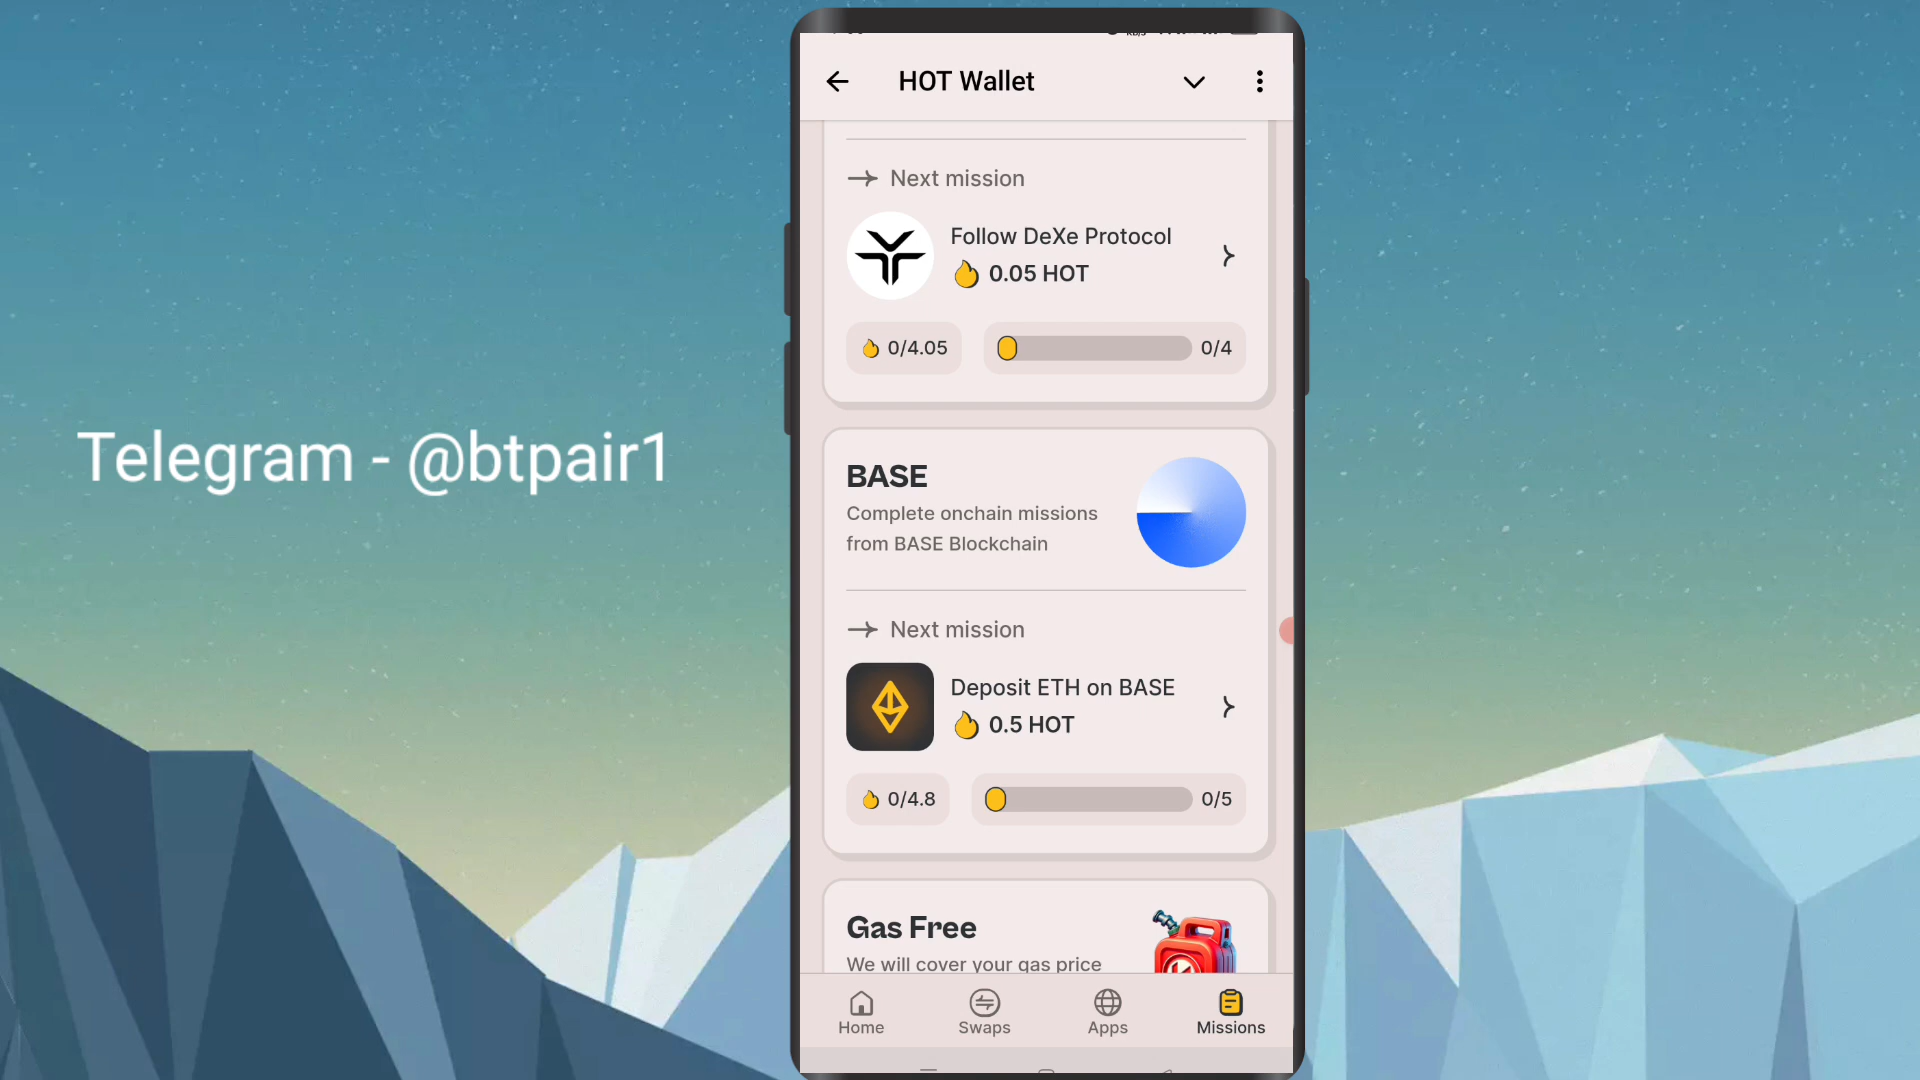 HOT Wallet
Next mission
Follow DeXe Protocol
0.05 HOT
0/4.05
0/4
Telegram - @btpair1
BASE
Complete onchain missions
from BASE Blockchain
Next mission
Deposit ETH on BASE
0.5 HOT
0/4.8
0/5
Gas Free
We will cover your gas price
Home
Swaps
Apps
Missions